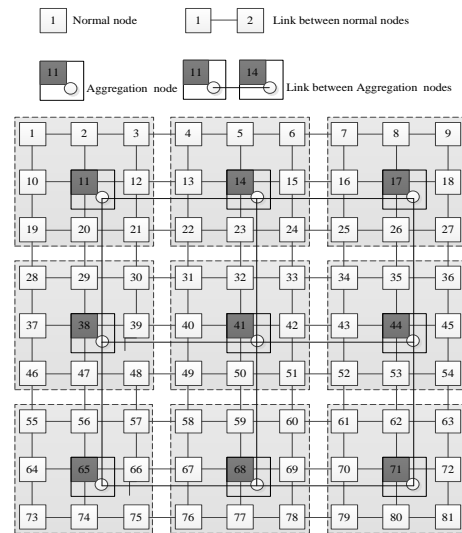 1 Normal node 1 2 Link between normal nodes
11 Aggregation node 11 14 Link between Aggregation nodes
1 2 3 4 5 6 7 8 9
10 11 12 13 14 15 16 17 18
19 20 21 22 23 24 25 26 27
28 29 30 31 32 33 34 35 36
37 38 39 40 41 42 43 44 45
46 47 48 49 50 51 52 53 54
55 56 57 58 59 60 61 62 63
64 65 66 67 68 69 70 71 72
73 74 75 76 77 78 79 80 81